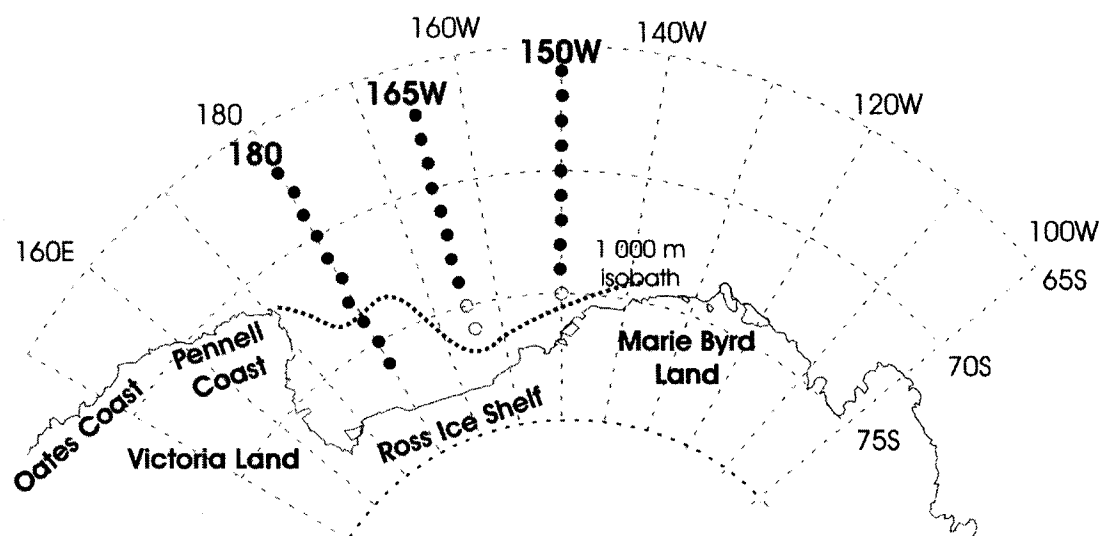 160W
150W
140W
165W
180
120W
180
160E
100W
1 000 m
isobath
65S
Pennell
Coast
Marie Byrd
Land
70S
Oates Coast
Ross Ice Shelf
75S
Victoria Land